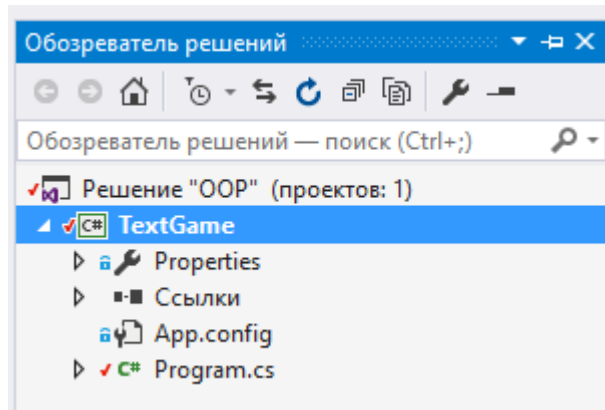 Обозреватель решений
Обозреватель решений — поиск (Ctrl+;)
Решение "OOP" (проектов: 1)
C# TextGame
Properties
Ссылки
App.config
C# Program.cs